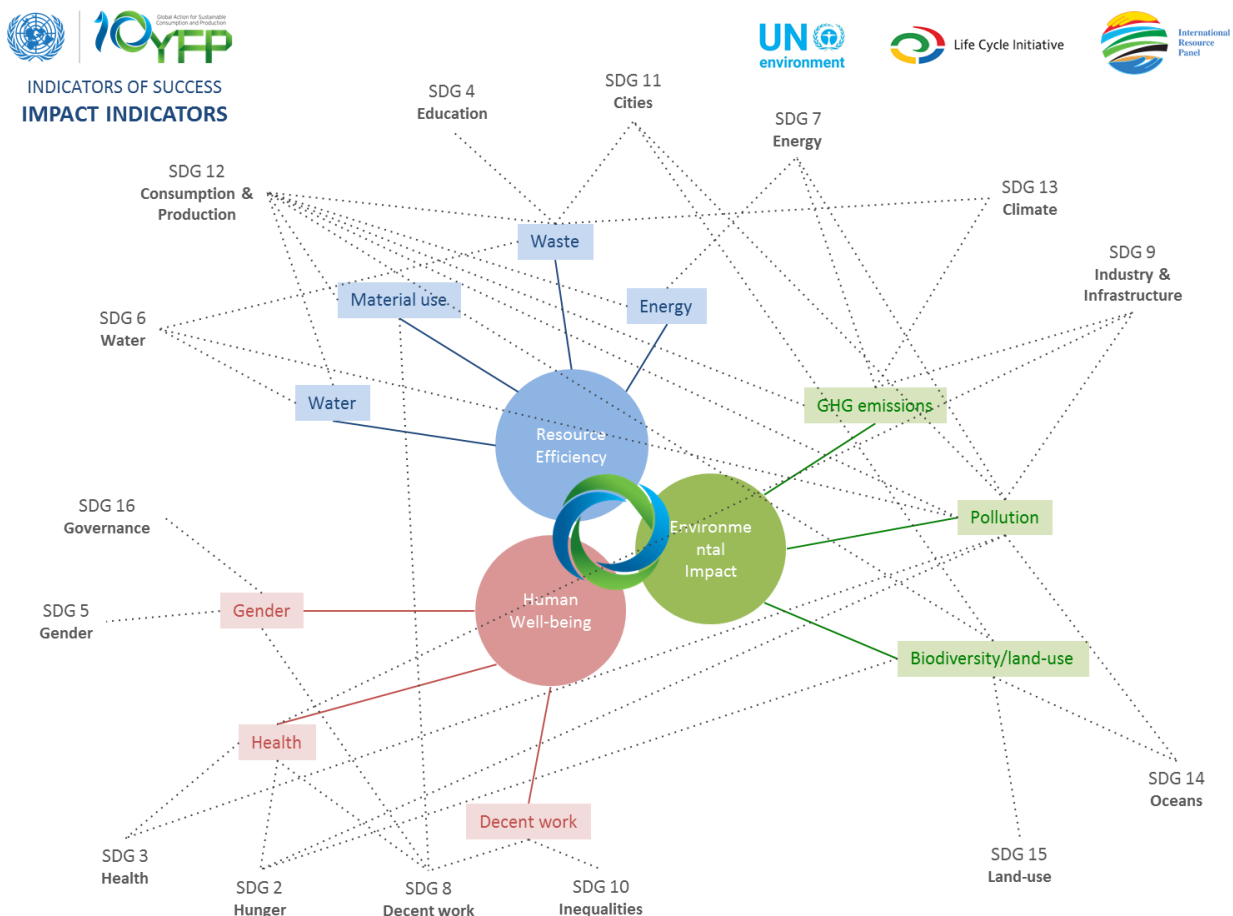 Global Action for Sustainable
Consumption and Production
10YFP
UN
environment
Life Cycle Initiative
International
Resource
Panel
INDICATORS OF SUCCESS
IMPACT INDICATORS
SDG 4
Education
SDG 11
Cities
SDG 7
Energy
SDG 12
Consumption &
Production
SDG 13
Climate
Waste
SDG 9
Industry &
Infrastructure
Material use
Energy
SDG 6
Water
Water
GHG emissions
Resource
Efficiency
SDG 16
Governance
Pollution
Environme
ntal
Impact
SDG 5
Gender
Gender
Human
Well-being
Biodiversity/land-use
Health
SDG 14
Oceans
Decent work
SDG 3
Health
SDG 15
Land-use
SDG 2
Hunger
SDG 8
Decent work
SDG 10
Inequalities